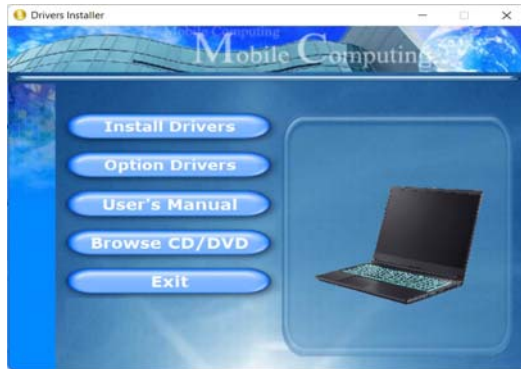 Drivers Installer
Mobile Computing
Mobile Computing
Install Drivers
Option Drivers
User's Manual
Browse CD/DVD
Exit